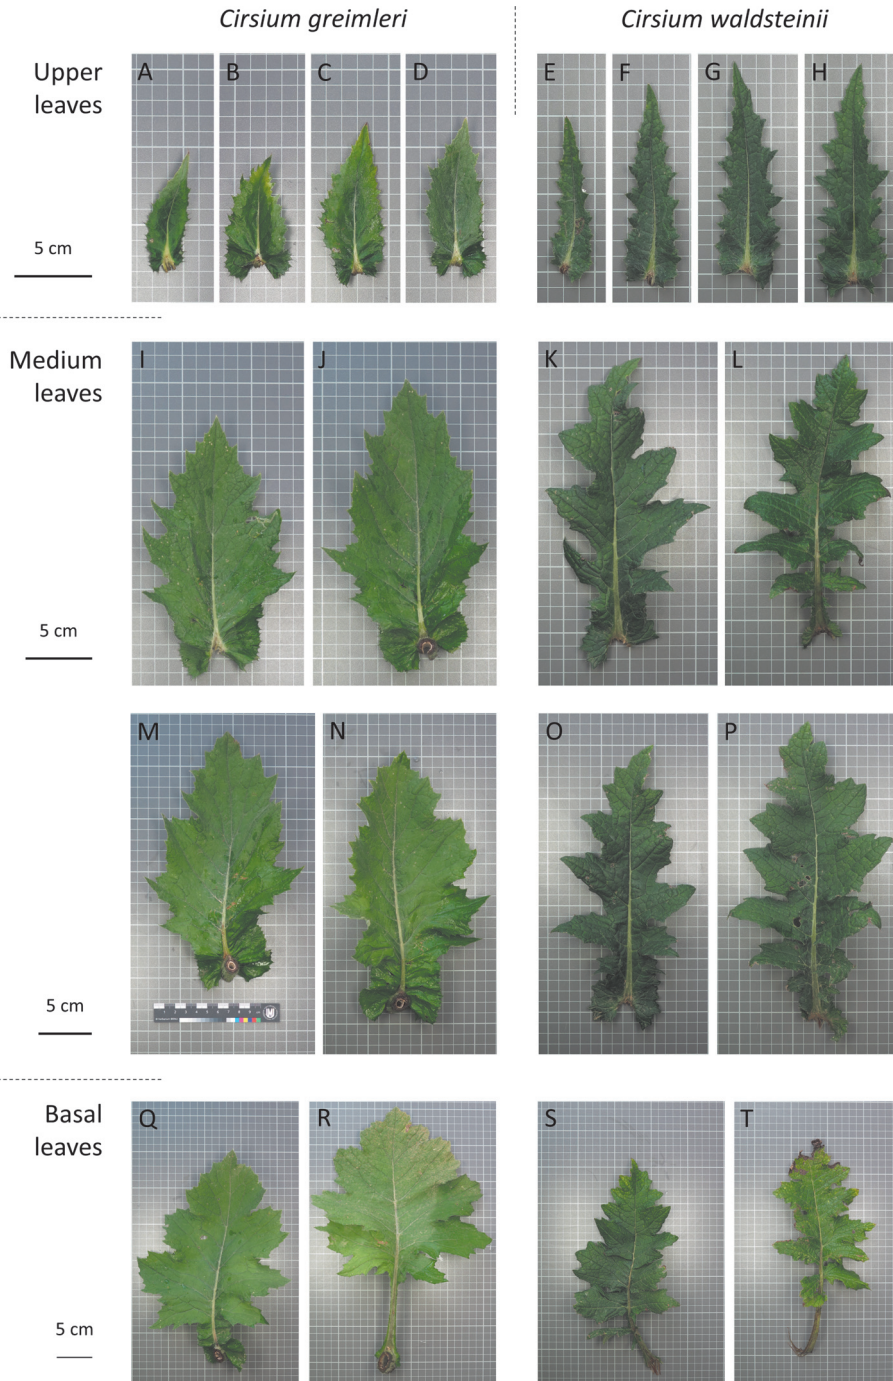 Cirsium greimleri
Cirsium waldsteinii
Upper
leaves
A
B
C
D
E
F
G
H
5 cm
Medium
leaves
I
J
K
L
5 cm
M
N
O
P
5 cm
Basal
leaves
Q
R
S
T
5 cm